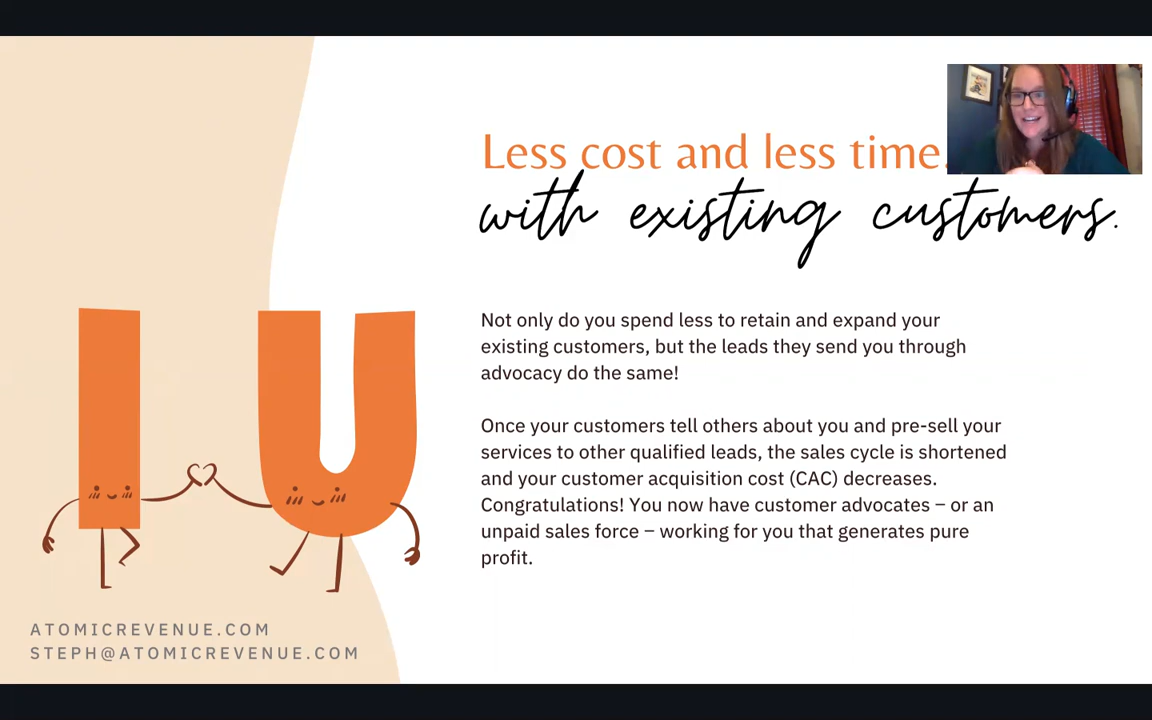 Less cost and less time.
with existing customers.
I U
Not only do you spend less to retain and expand your
existing customers, but the leads they send you through
advocacy do the same!
Once your customers tell others about you and pre-sell your
services to other qualified leads, the sales cycle is shortened
and your customer acquisition cost (CAC) decreases.
Congratulations! You now have customer advocates – or an
unpaid sales force – working for you that generates pure
profit.
ATOMICREVENUE.COM
STEPH@ATOMICREVENUE.COM